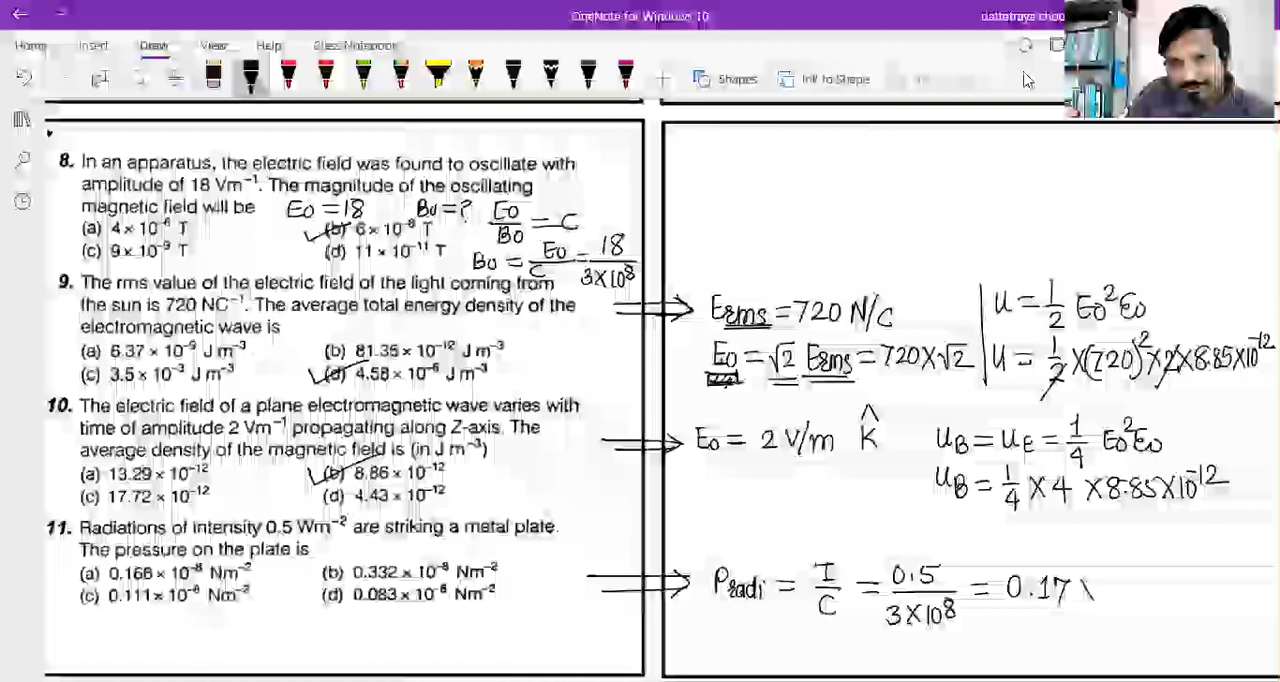 OneNote for Windows 10
dattatraya chou
Home Insert Draw View Help Class Notebook
Shapes Ink to Shape
8. In an apparatus, the electric field was found to oscillate with
amplitude of 18 Vm⁻¹. The magnitude of the oscillating
magnetic field will be E₀ = 18 B₀ = ? E₀/B₀ = C
(a) 4 × 10⁻⁶ T (b) 6 × 10⁻⁸ T
(c) 9 × 10⁻⁹ T (d) 11 × 10⁻¹¹ T
B₀ = E₀/C = 18/3×10⁸
9. The rms value of the electric field of the light coming from
the sun is 720 NC⁻¹. The average total energy density of the
electromagnetic wave is
(a) 6.37 × 10⁻⁹ J m⁻³ (b) 81.35 × 10⁻¹² J m⁻³
(c) 3.5 × 10⁻³ J m⁻³ (d) 4.58 × 10⁻⁶ J m⁻³
10. The electric field of a plane electromagnetic wave varies with
time of amplitude 2 Vm⁻¹ propagating along Z-axis. The
average density of the magnetic field is (in J m⁻³)
(a) 13.29 × 10⁻¹² (b) 8.86 × 10⁻¹²
(c) 17.72 × 10⁻¹² (d) 4.43 × 10⁻¹²
11. Radiations of intensity 0.5 Wm⁻² are striking a metal plate.
The pressure on the plate is
(a) 0.166 × 10⁻⁸ Nm⁻² (b) 0.332 × 10⁻⁸ Nm⁻²
(c) 0.111 × 10⁻⁸ Nm⁻² (d) 0.083 × 10⁻⁸ Nm⁻²
Erms = 720 N/C
E₀ = √2 Erms = 720×√2
u = 1/2 E₀²ε₀
u = 1/2 ×(720)²×2×8.85×10⁻¹²
E₀ = 2 V/m k̂
uB = uE = 1/4 E₀²ε₀
uB = 1/4 × 4 × 8.85×10⁻¹²
Pradi = I/C = 0.5/3×10⁸ = 0.17